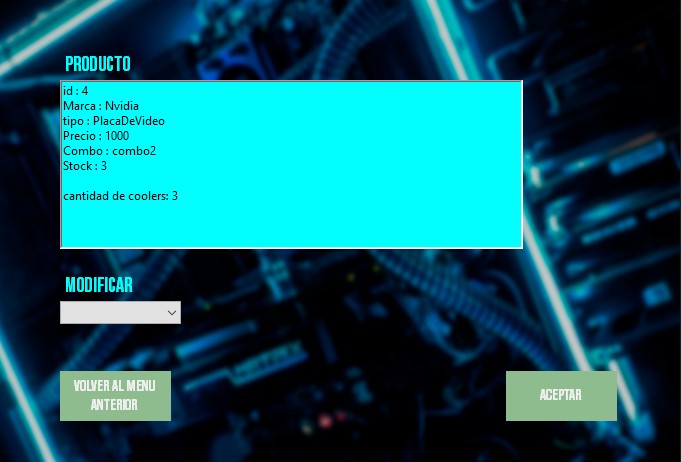 PRODUCTO
id : 4
Marca : Nvidia
tipo : PlacaDeVideo
Precio : 1000
Combo : combo2
Stock : 3
cantidad de coolers: 3
MODIFICAR
VOLVER AL MENU
ANTERIOR
ACEPTAR